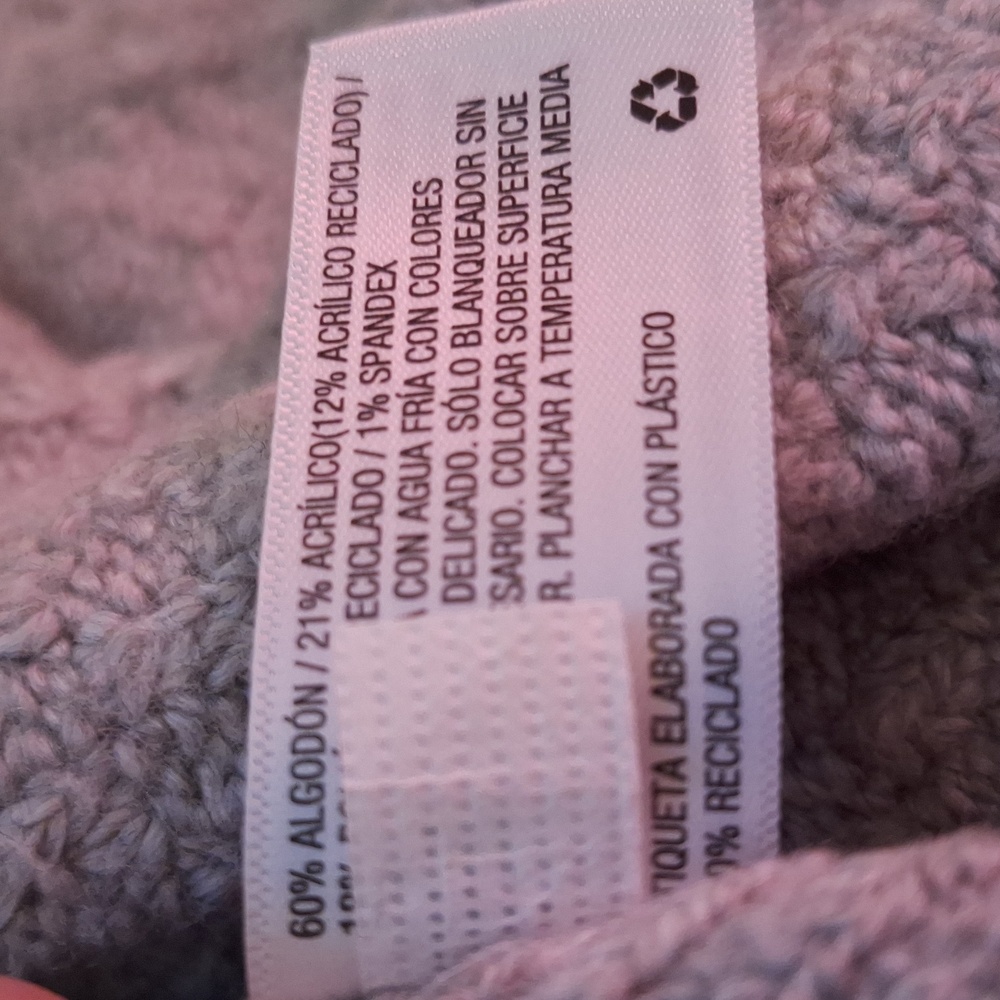 60% ALGODÓN / 21% ACRÍLICO(12% ACRÍLICO RECICLADO) /
ECICLADO / 1% SPANDEX
CON AGUA FRÍA CON COLORES
DELICADO. SÓLO BLANQUEADOR SIN
SARIO. COLOCAR SOBRE SUPERFICIE
R. PLANCHAR A TEMPERATURA MEDIA
TIQUETA ELABORADA CON PLÁSTICO
0% RECICLADO